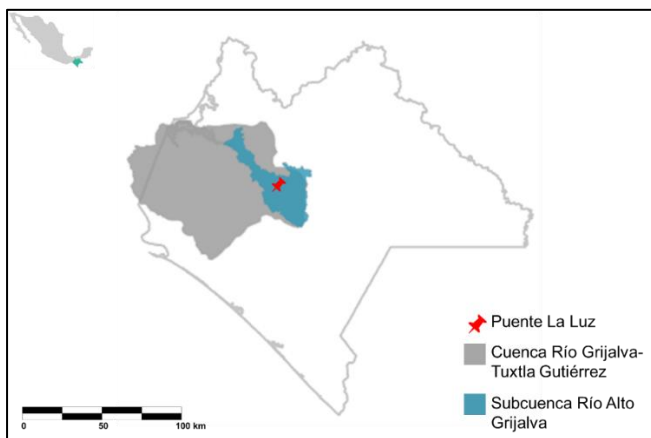 Puente La Luz
Cuenca Río Grijalva-
Tuxtla Gutiérrez
Subcuenca Río Alto
Grijalva
0 50 100 km